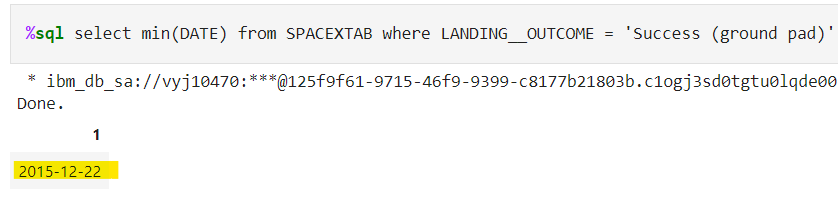 %sql select min(DATE) from SPACEXTAB where LANDING__OUTCOME = 'Success (ground pad)'
* ibm_db_sa://vyj10470:***@125f9f61-9715-46f9-9399-c8177b21803b.c1ogj3sd0tgtu0lqde00
Done.
1
2015-12-22